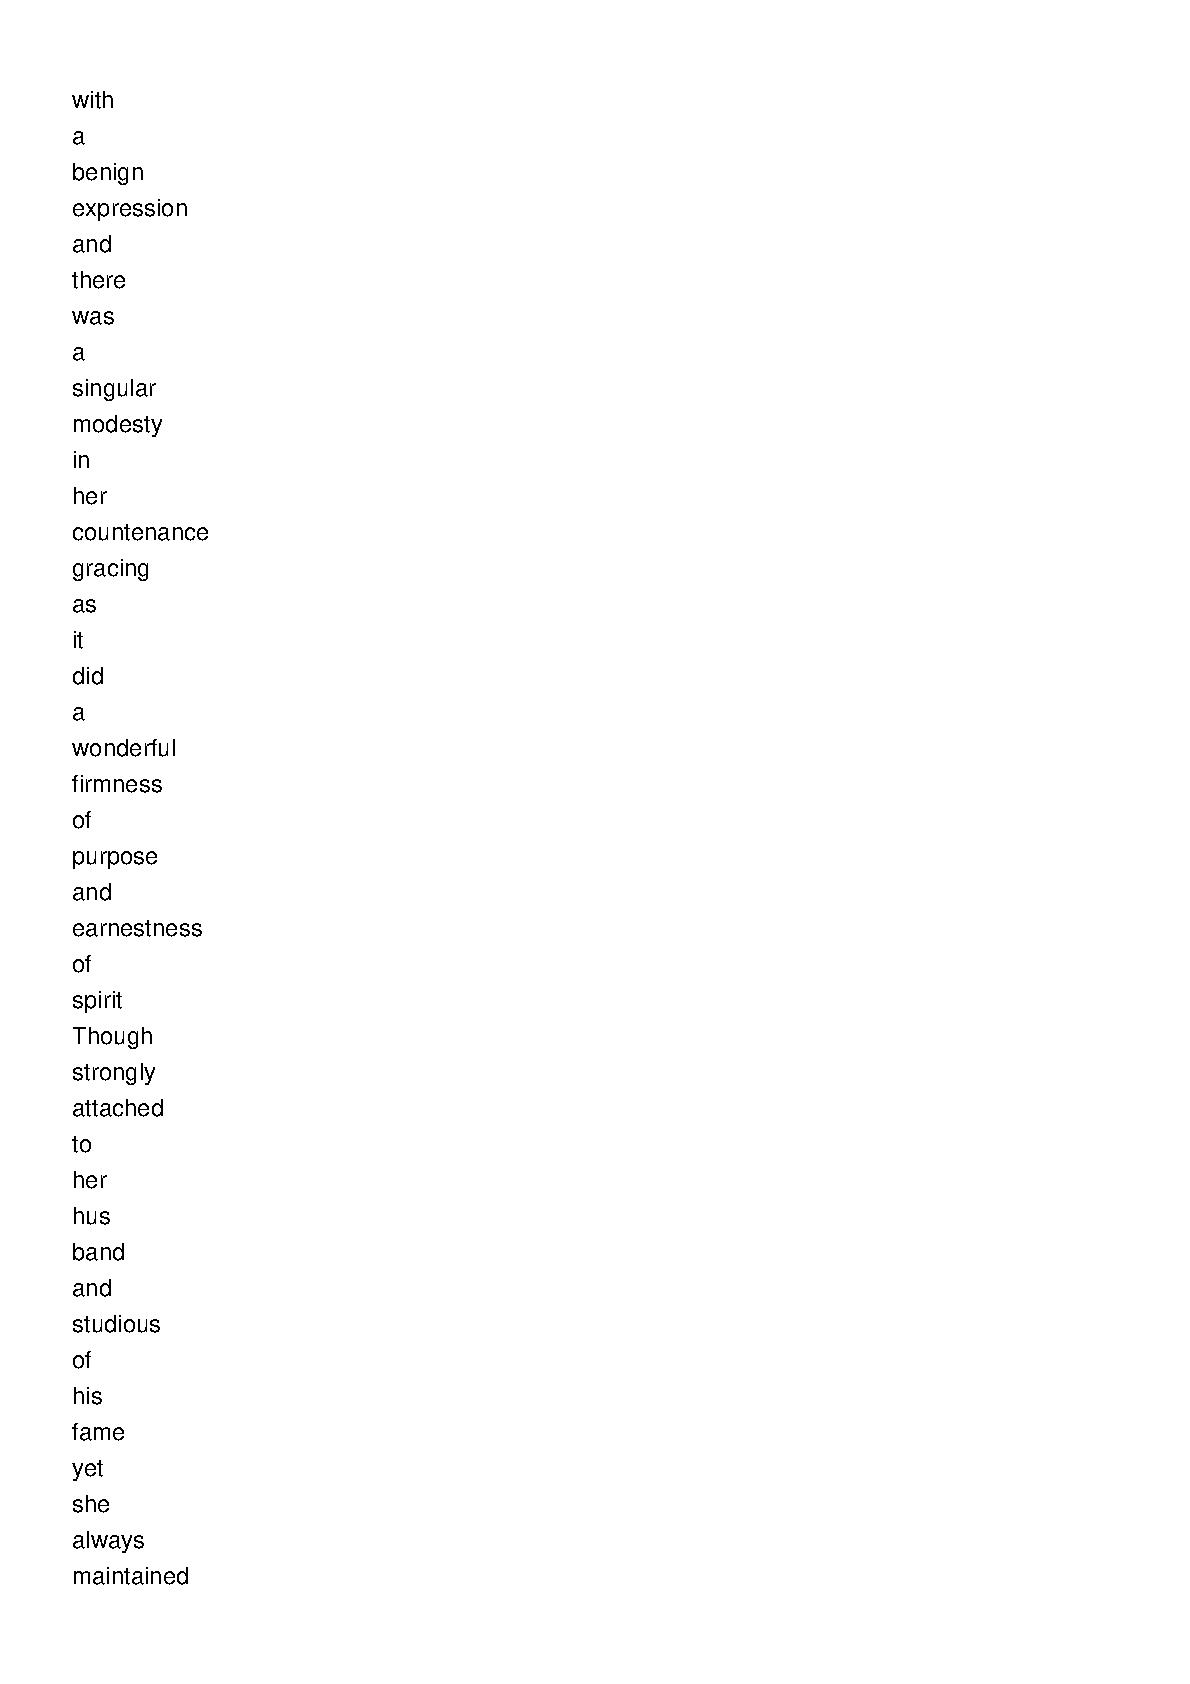 with
a
benign
expression
and
there
was
a
singular
modesty
in
her
countenance
gracing
as
it
did
a
wonderful
firmness
of
purpose
and
earnestness
of
spirit
Though
strongly
attached
to
her
hus
band
and
studious
of
his
fame
yet
she
always
maintained